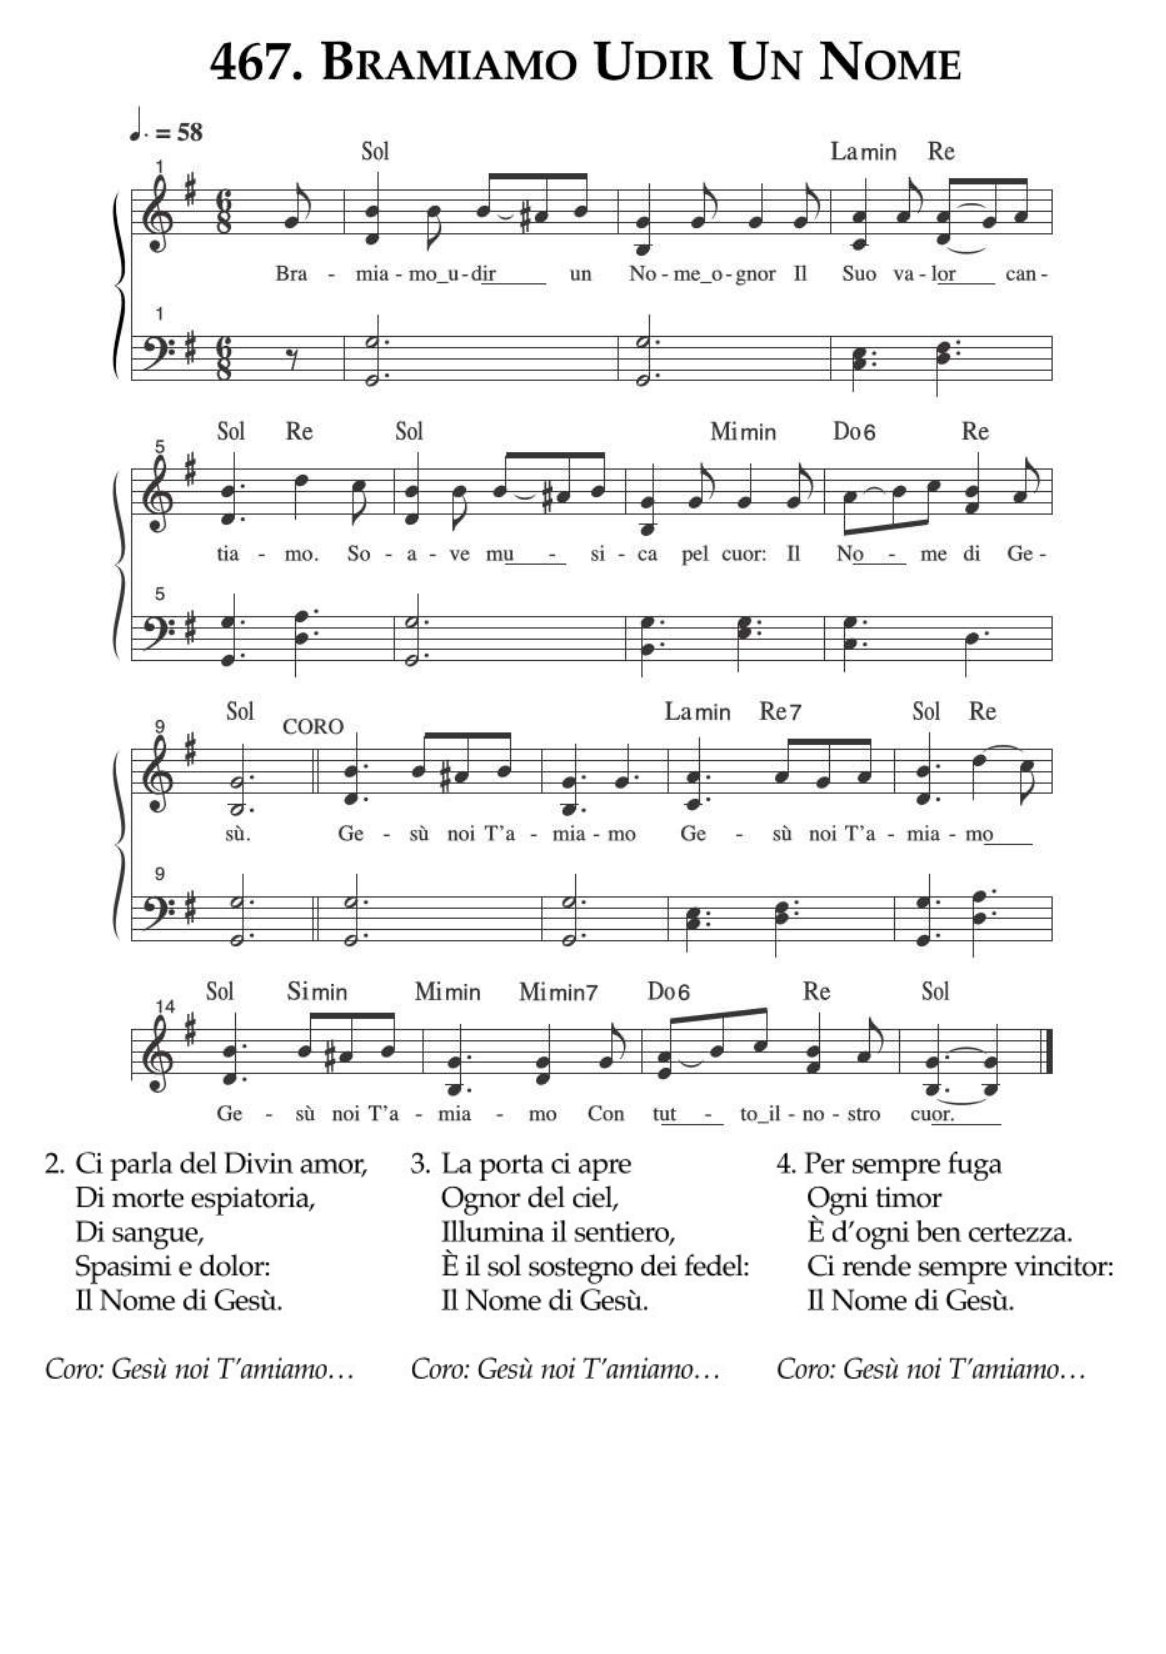 467. Bramiamo Udir Un Nome
♩. = 58
Sol Lamin Re
1
6 8
Bra - mia - mo_u - dir un No - me_o - gnor Il Suo va - lor can -
1
6 8
Sol Re Sol Mimin Do6 Re
5
tia - mo. So - a - ve mu - si - ca pel cuor: Il No - me di Ge -
5
Sol CORO Lamin Re7 Sol Re
9
sù. Ge - sù noi T'a - mia - mo Ge - sù noi T'a - mia - mo
9
Sol Simin Mimin Mimin7 Do6 Re Sol
14
Ge - sù noi T'a - mia - mo Con tut - to_il - no - stro cuor.
2. Ci parla del Divin amor,
Di morte espiatoria,
Di sangue,
Spasimi e dolor:
Il Nome di Gesù.
Coro: Gesù noi T'amiamo…
3. La porta ci apre
Ognor del ciel,
Illumina il sentiero,
È il sol sostegno dei fedel:
Il Nome di Gesù.
Coro: Gesù noi T'amiamo…
4. Per sempre fuga
Ogni timor
È d'ogni ben certezza.
Ci rende sempre vincitor:
Il Nome di Gesù.
Coro: Gesù noi T'amiamo…